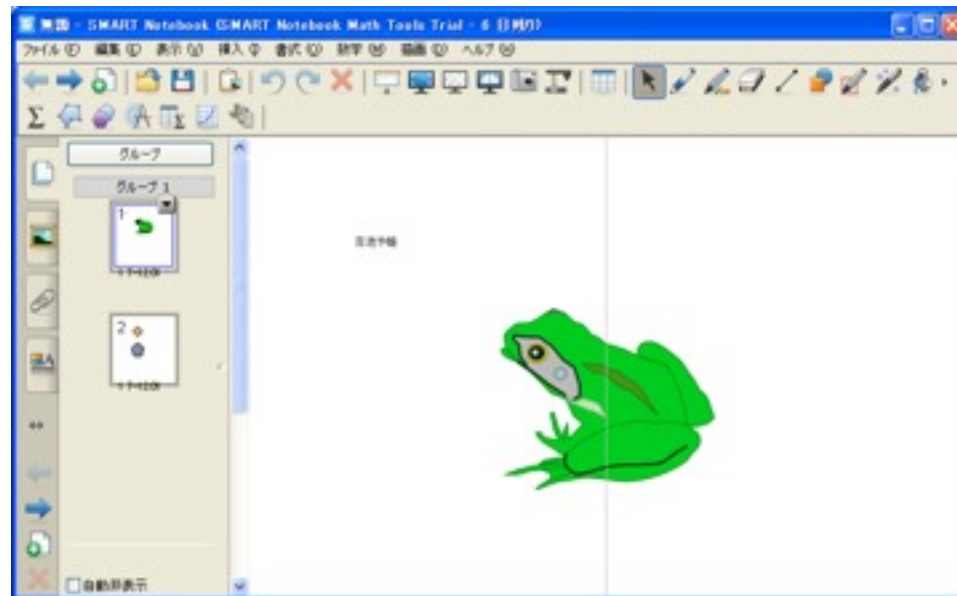 無題 - SMART Notebook (SMART Notebook Math Tools Trial - 6 日残り)
ファイル(F) 編集(E) 表示(V) 挿入(I) 書式(O) 数学(M) 描画(D) ヘルプ(H)
グループ
グループ 1
1
2
自動非表示